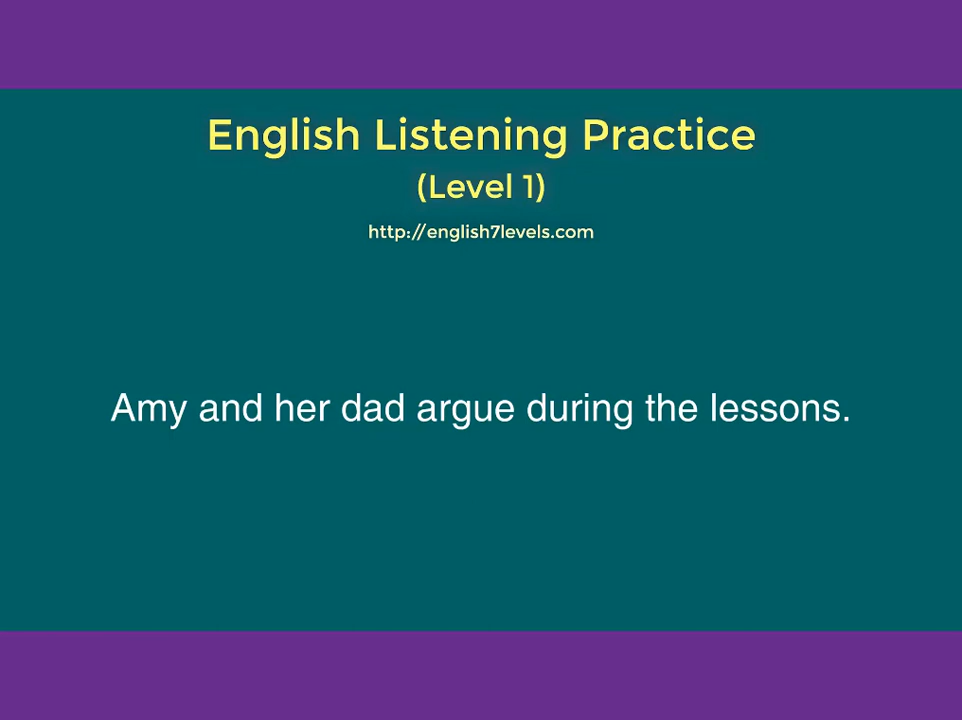 English Listening Practice
(Level 1)
http://english7levels.com
Amy and her dad argue during the lessons.